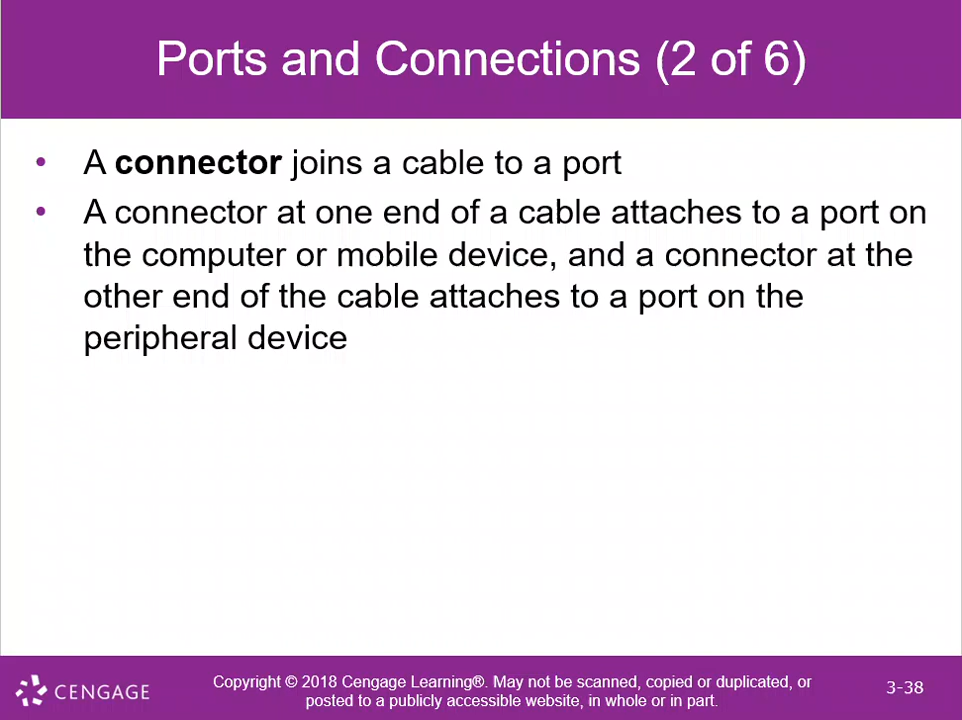 Ports and Connections (2 of 6)
• A connector joins a cable to a port
• A connector at one end of a cable attaches to a port on
the computer or mobile device, and a connector at the
other end of the cable attaches to a port on the
peripheral device
CENGAGE
Copyright © 2018 Cengage Learning®. May not be scanned, copied or duplicated, or
posted to a publicly accessible website, in whole or in part.
3-38